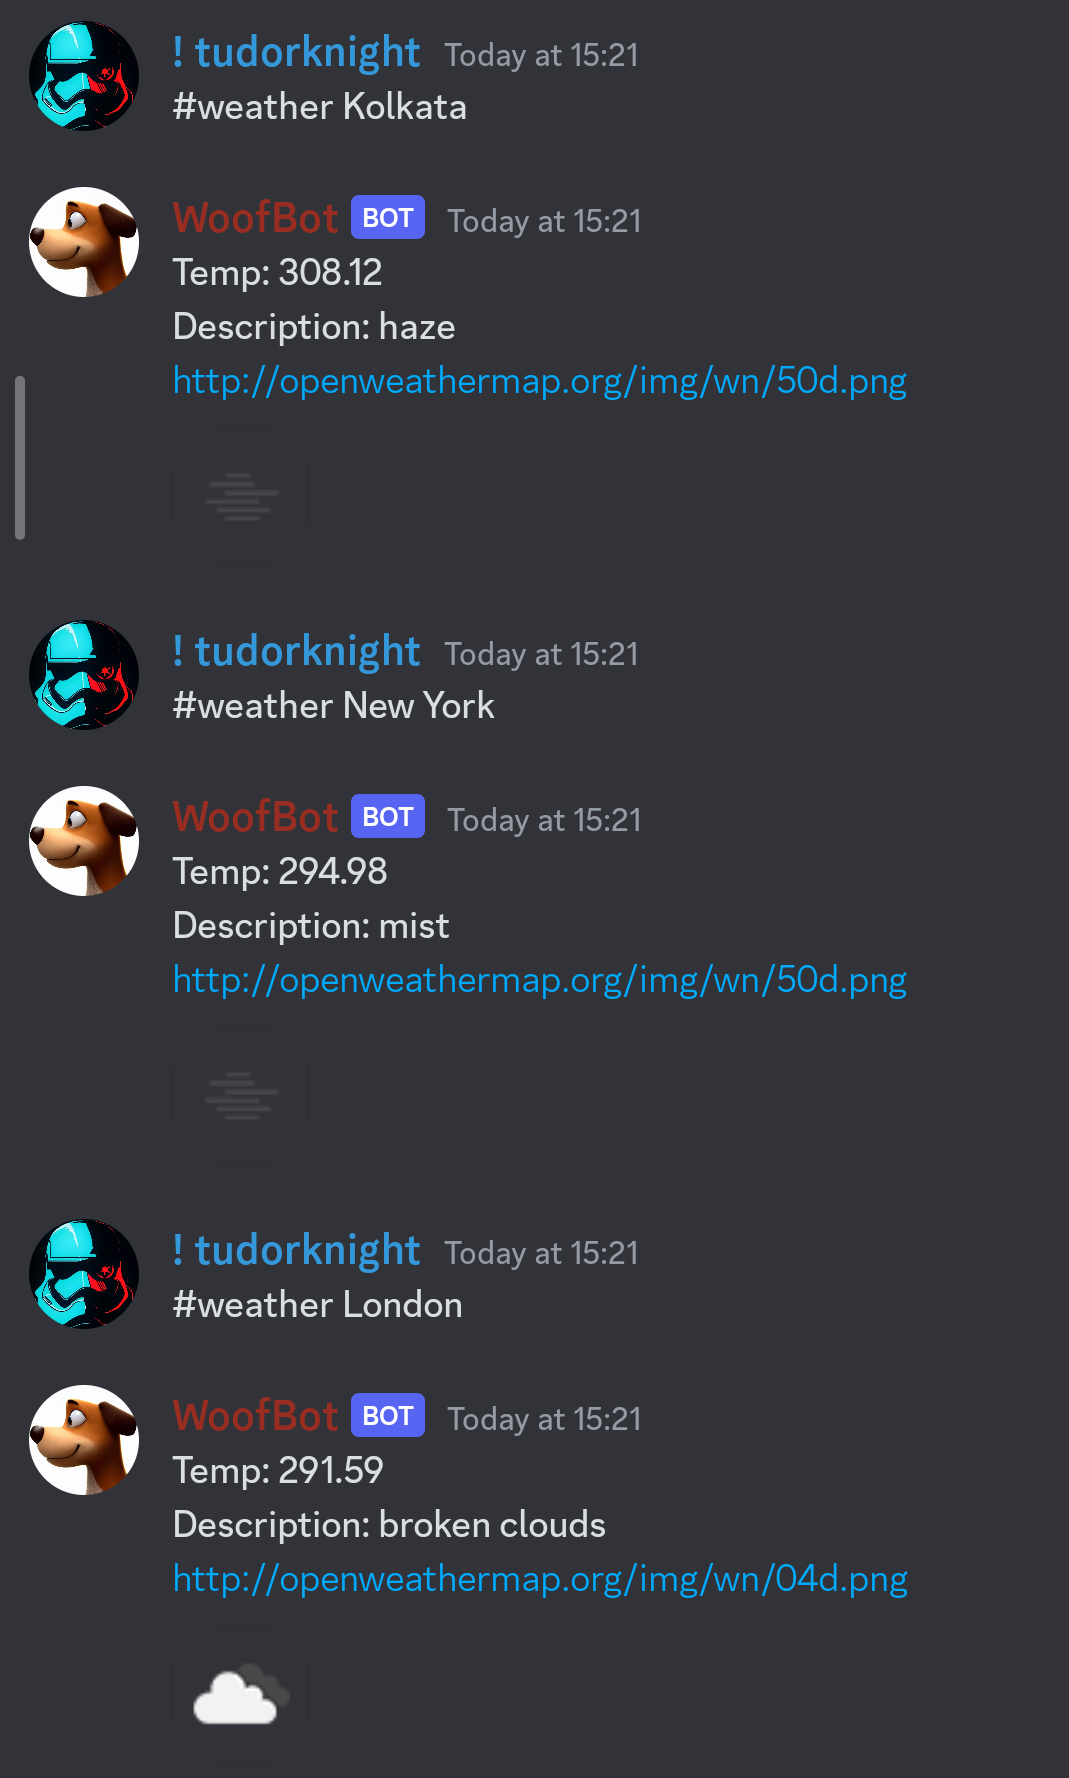 ! tudorknight Today at 15:21
#weather Kolkata
WoofBot BOT Today at 15:21
Temp: 308.12
Description: haze
http://openweathermap.org/img/wn/50d.png
! tudorknight Today at 15:21
#weather New York
WoofBot BOT Today at 15:21
Temp: 294.98
Description: mist
http://openweathermap.org/img/wn/50d.png
! tudorknight Today at 15:21
#weather London
WoofBot BOT Today at 15:21
Temp: 291.59
Description: broken clouds
http://openweathermap.org/img/wn/04d.png